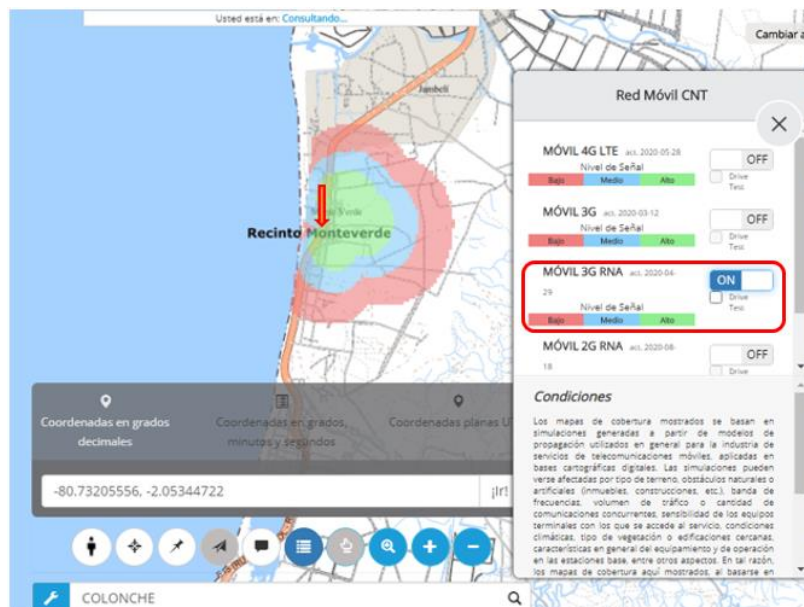 Usted está en: Consultando...
Cambiar a
Jambelí
Recinto Monteverde
Red Móvil CNT
MÓVIL 4G LTE act. 2020-05-28
OFF
Nivel de Señal
Drive
Test
Bajo Medio Alto
MÓVIL 3G act. 2020-03-12
OFF
Nivel de Señal
Drive
Test
Bajo Medio Alto
MÓVIL 3G RNA act. 2020-04-
29
ON
Nivel de Señal
Drive
Test
Bajo Medio Alto
MÓVIL 2G RNA act. 2020-08-
18
OFF
Drive
Condiciones
Los mapas de cobertura mostrados se basan en
simulaciones generadas a partir de modelos de
propagación utilizados en general para la industria de
servicios de telecomunicaciones móviles, aplicadas en
bases cartográficas digitales. Las simulaciones pueden
verse afectadas por tipo de terreno, obstáculos naturales o
artificiales (inmuebles, construcciones, etc.), banda de
frecuencias, volumen de tráfico o cantidad de
comunicaciones concurrentes, sensibilidad de los equipos
terminales con los que se accede al servicio, condiciones
climáticas, tipo de vegetación o edificaciones cercanas,
características en general del equipamiento y de operación
en las estaciones base, entre otros aspectos. En tal razón,
los mapas de cobertura aquí mostrados, al basarse en
Coordenadas en grados
decimales
Coordenadas en grados,
minutos y segundos
Coordenadas planas U
-80.73205556, -2.05344722
¡Ir!
COLONCHE